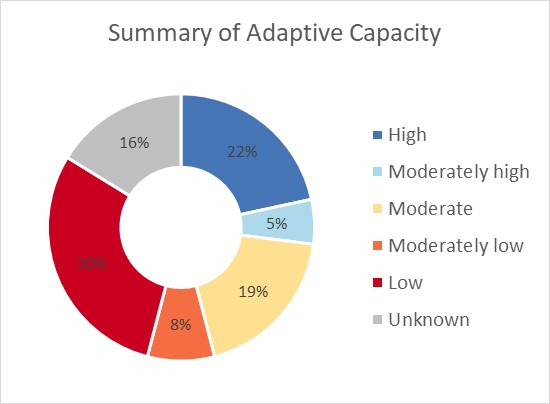 Summary of Adaptive Capacity
16%
22%
High
Moderately high
5%
Moderate
30%
Moderately low
19%
Low
8%
Unknown